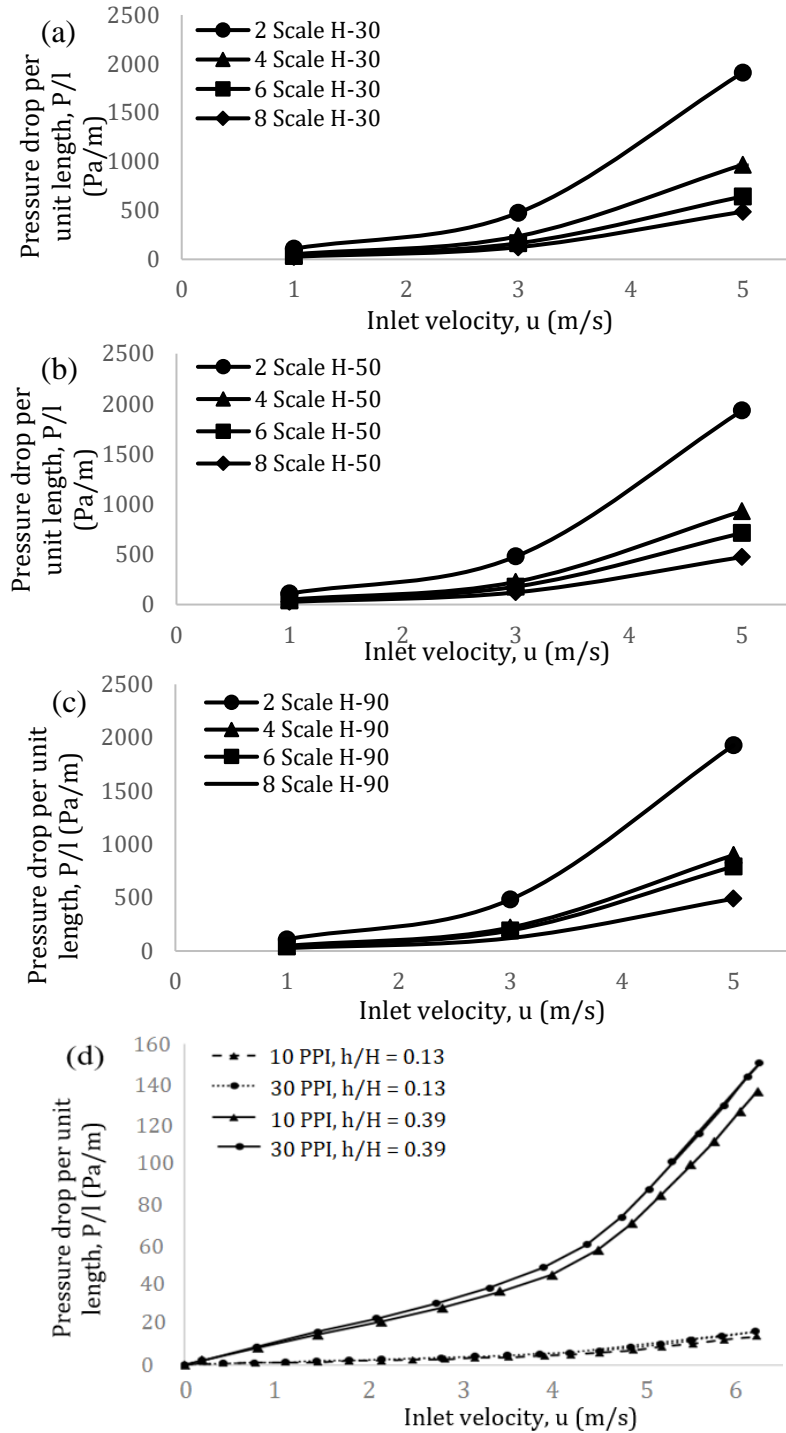 (a)
2500
2000
1500
1000
500
0
Pressure drop per
unit length, P/l
(Pa/m)
2 Scale H-30
4 Scale H-30
6 Scale H-30
8 Scale H-30
0 1 2 3 4 5
Inlet velocity, u (m/s)
(b)
2500
2000
1500
1000
500
0
Pressure drop per
unit length, P/l
(Pa/m)
2 Scale H-50
4 Scale H-50
6 Scale H-50
8 Scale H-50
0 1 2 3 4 5
Inlet velocity, u (m/s)
(c)
2500
2000
1500
1000
500
0
Pressure drop per unit
length, P/l (Pa/m)
2 Scale H-90
4 Scale H-90
6 Scale H-90
8 Scale H-90
0 1 2 3 4 5
Inlet velocity, u (m/s)
(d)
160
140
120
100
80
60
40
20
0
Pressure drop per unit
length, P/l (Pa/m)
10 PPI, h/H = 0.13
30 PPI, h/H = 0.13
10 PPI, h/H = 0.39
30 PPI, h/H = 0.39
0 1 2 3 4 5 6
Inlet velocity, u (m/s)